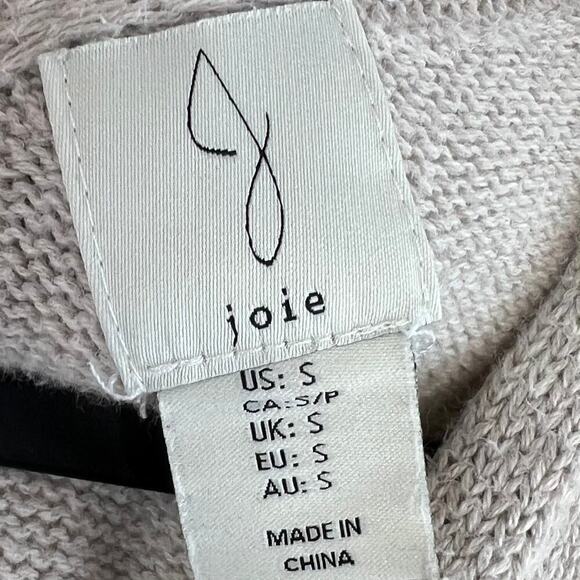 joie
US: S
CA: S/P
UK: S
EU: S
AU: S
MADE IN
CHINA